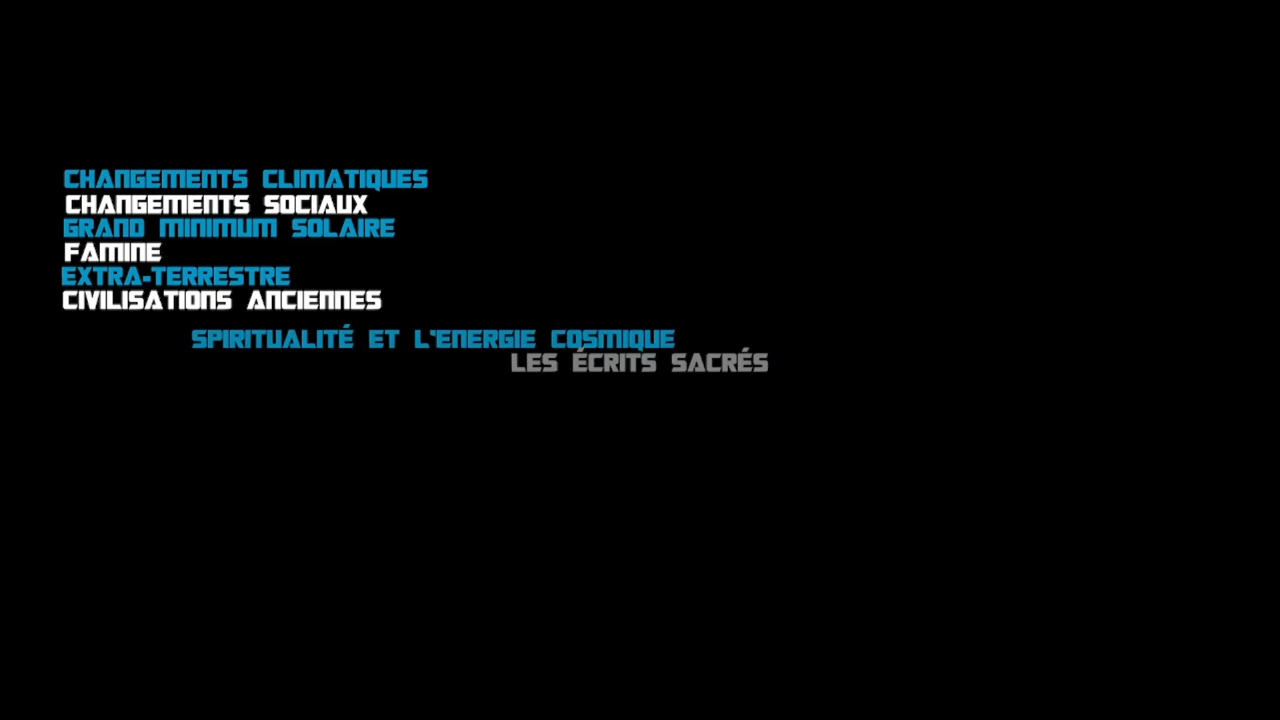 CHANGEMENTS CLIMATIQUES
CHANGEMENTS SOCIAUX
GRAND MINIMUM SOLAIRE
FAMINE
EXTRA-TERRESTRE
CIVILISATIONS ANCIENNES
SPIRITUALITÉ ET L'ENERGIE COSMIQUE
LES ÉCRITS SACRÉS